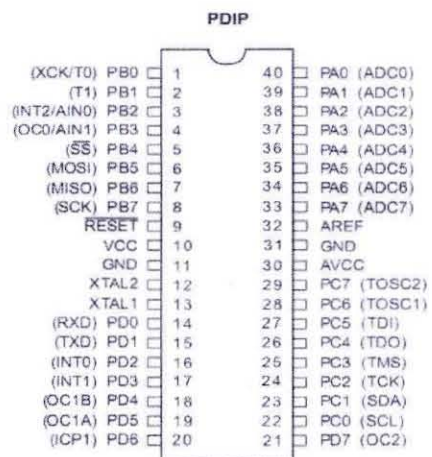 PDIP
(XCK/T0) PB0 1 40 PA0 (ADC0)
(T1) PB1 2 39 PA1 (ADC1)
(INT2/AIN0) PB2 3 38 PA2 (ADC2)
(OC0/AIN1) PB3 4 37 PA3 (ADC3)
(SS) PB4 5 36 PA4 (ADC4)
(MOSI) PB5 6 35 PA5 (ADC5)
(MISO) PB6 7 34 PA6 (ADC6)
(SCK) PB7 8 33 PA7 (ADC7)
RESET 9 32 AREF
VCC 10 31 GND
GND 11 30 AVCC
XTAL2 12 29 PC7 (TOSC2)
XTAL1 13 28 PC6 (TOSC1)
(RXD) PD0 14 27 PC5 (TDI)
(TXD) PD1 15 26 PC4 (TDO)
(INT0) PD2 16 25 PC3 (TMS)
(INT1) PD3 17 24 PC2 (TCK)
(OC1B) PD4 18 23 PC1 (SDA)
(OC1A) PD5 19 22 PC0 (SCL)
(ICP1) PD6 20 21 PD7 (OC2)